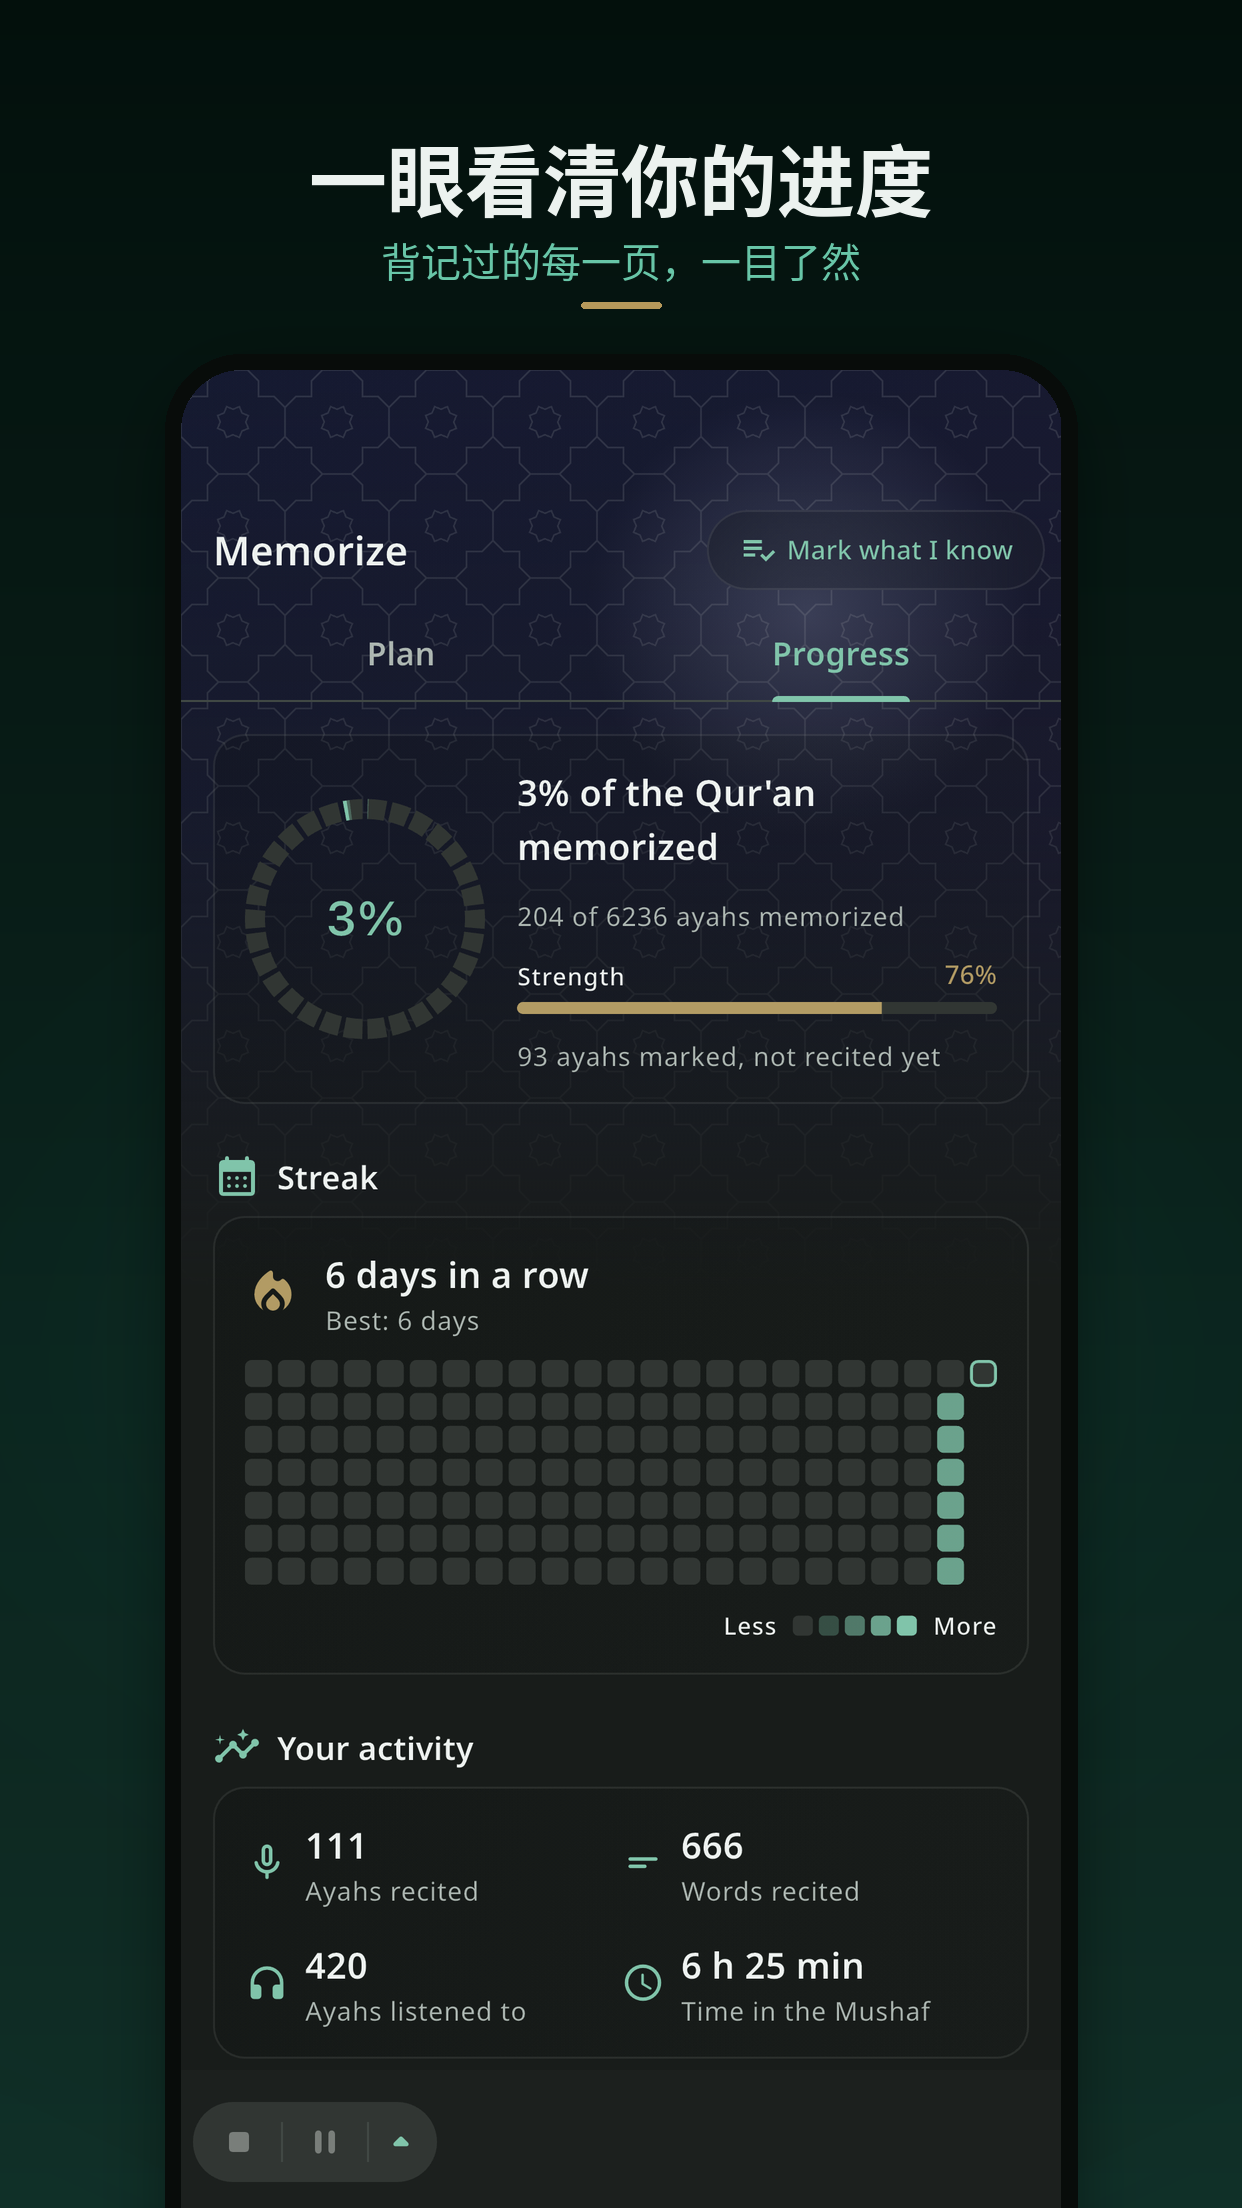 一眼看清你的进度
背记过的每一页，一目了然
Memorize
Mark what I know
Plan
Progress
3% of the Qur'an
memorized
3%
204 of 6236 ayahs memorized
Strength
76%
93 ayahs marked, not recited yet
Streak
6 days in a row
Best: 6 days
Less
More
Your activity
111
Ayahs recited
666
Words recited
420
Ayahs listened to
6 h 25 min
Time in the Mushaf